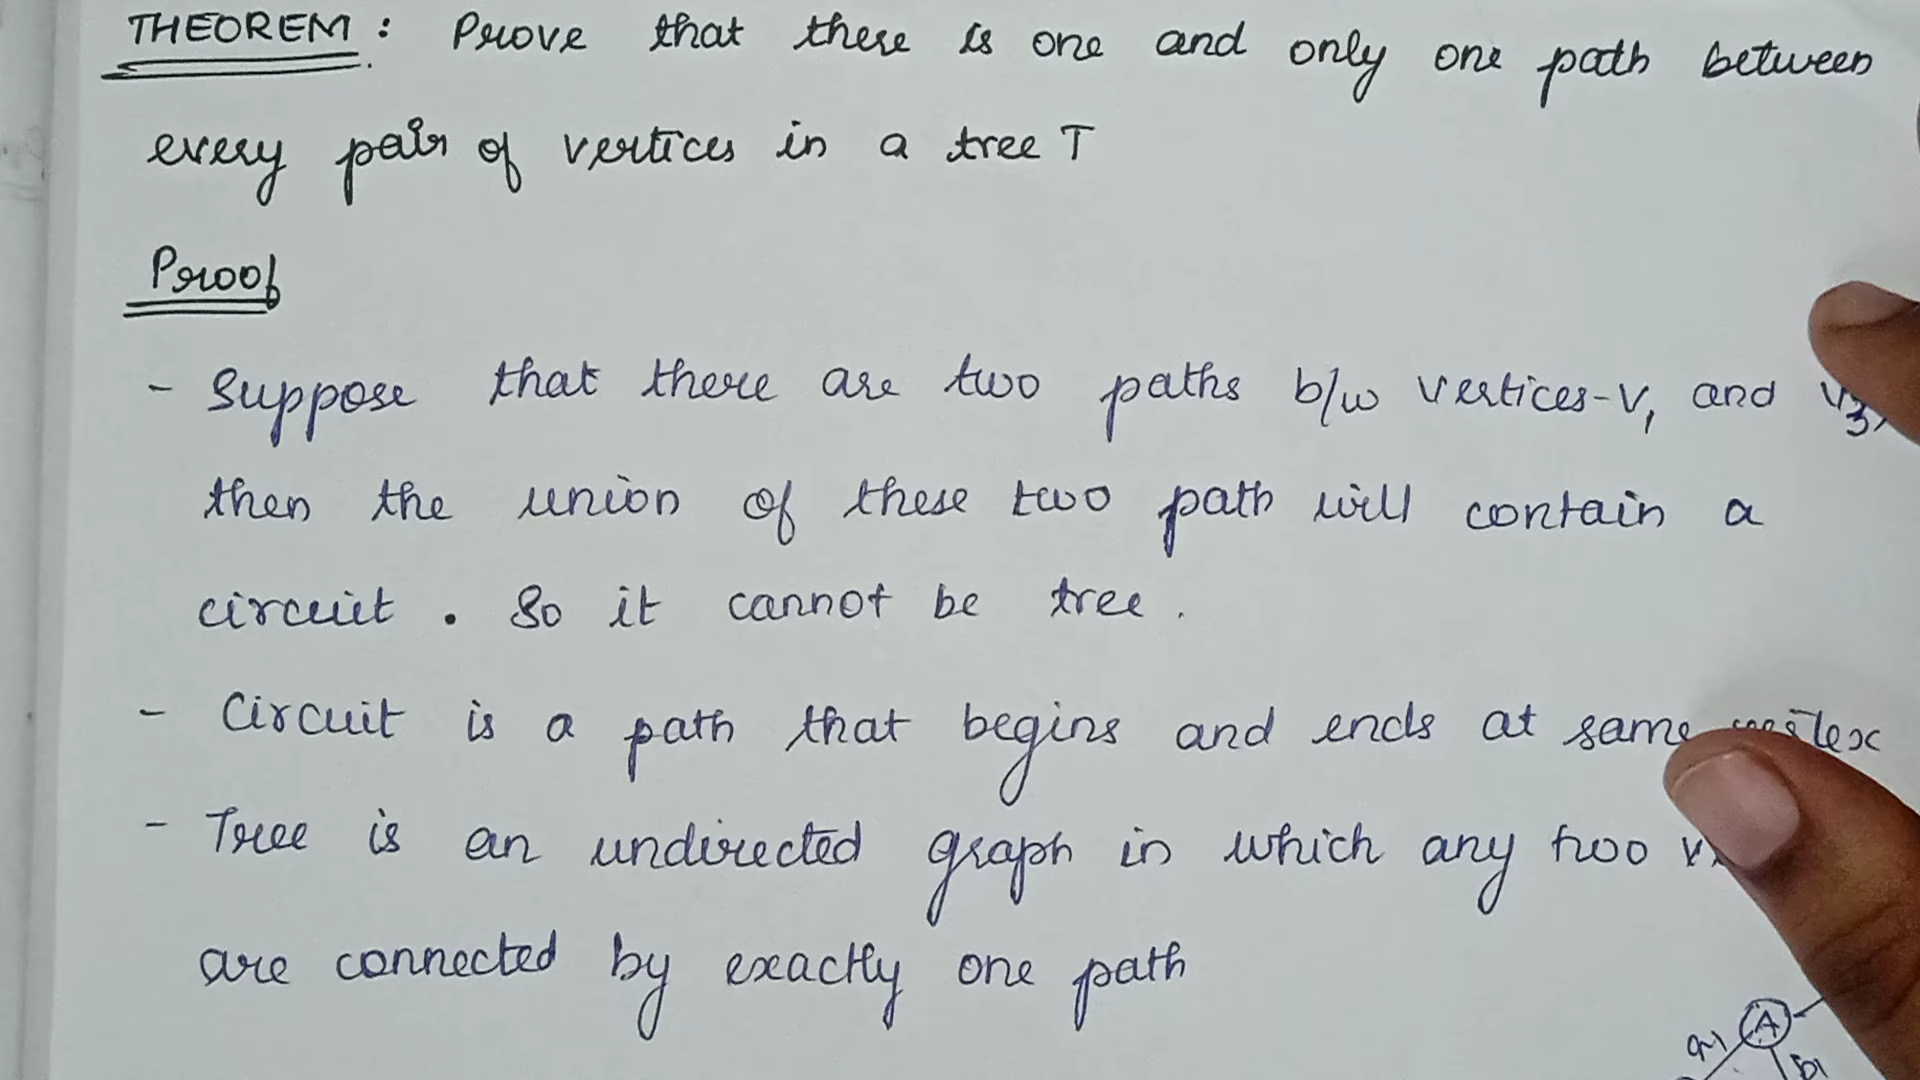 THEOREM: Prove that there is one and only one path between
every pair of vertices in a tree T
Proof
- Suppose that there are two paths b/w vertices-V1 and V3,
then the union of these two path will contain a
circuit. So it cannot be tree.
- Circuit is a path that begins and ends at same vertex
- Tree is an undirected graph in which any two
are connected by exactly one path
A